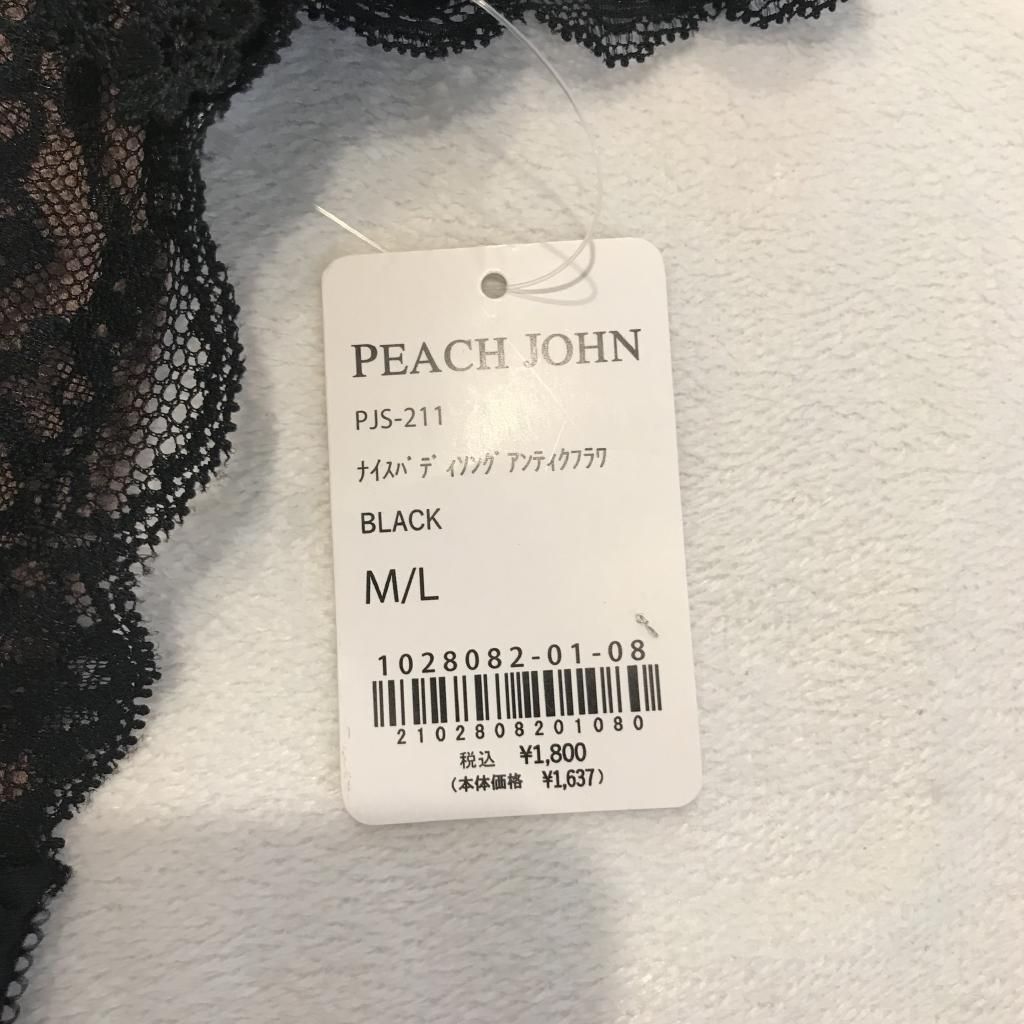 PEACH JOHN
PJS-211
ﾅｲｽﾊﾞﾃﾞｨｿﾝｸﾞ ｱﾝﾃｨｸﾌﾗﾜ
BLACK
M/L
1028082-01-08
2102808201080
税込 ¥1,800
(本体価格 ¥1,637)